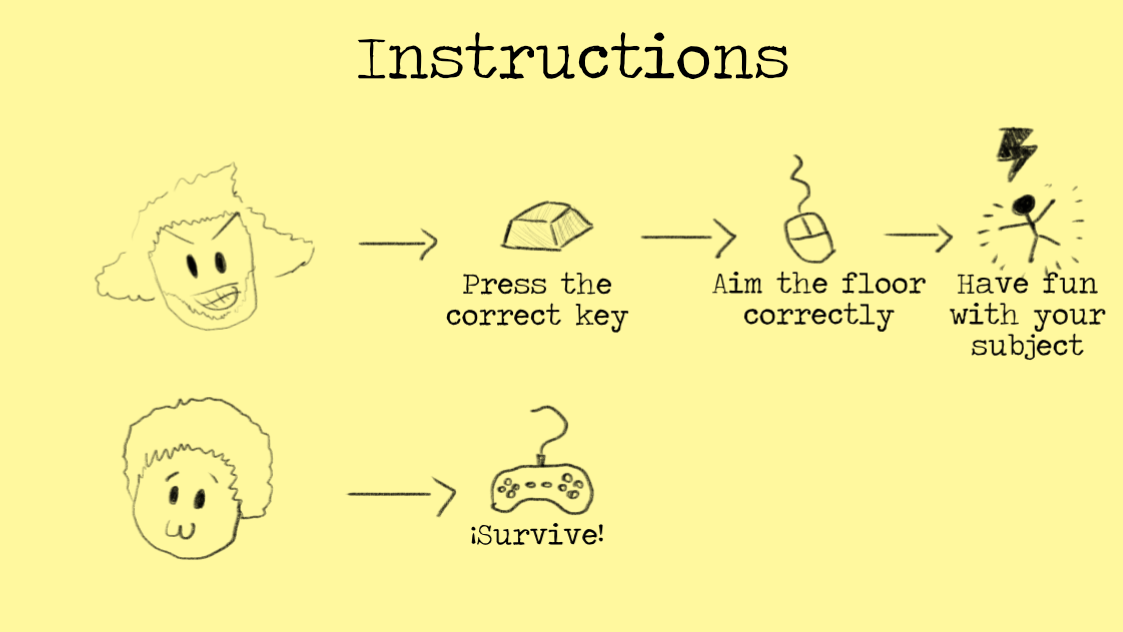 Instructions
Press the
correct key
Aim the floor
correctly
Have fun
with your
subject
¡Survive!